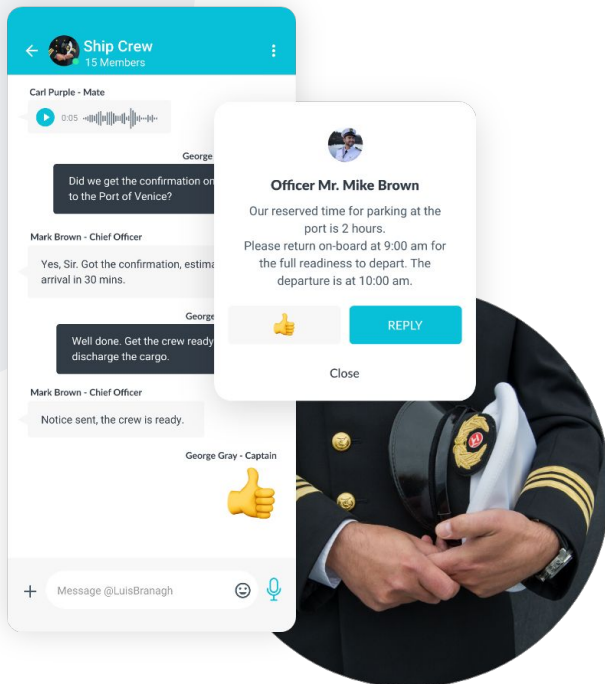 Ship Crew
15 Members
Carl Purple - Mate
0:05
George
Did we get the confirmation on
to the Port of Venice?
Mark Brown - Chief Officer
Yes, Sir. Got the confirmation, estima
arrival in 30 mins.
George
Well done. Get the crew ready
discharge the cargo.
Mark Brown - Chief Officer
Notice sent, the crew is ready.
George Gray - Captain
Message @LuisBranagh
Officer Mr. Mike Brown
Our reserved time for parking at the
port is 2 hours.
Please return on-board at 9:00 am for
the full readiness to depart. The
departure is at 10:00 am.
REPLY
Close